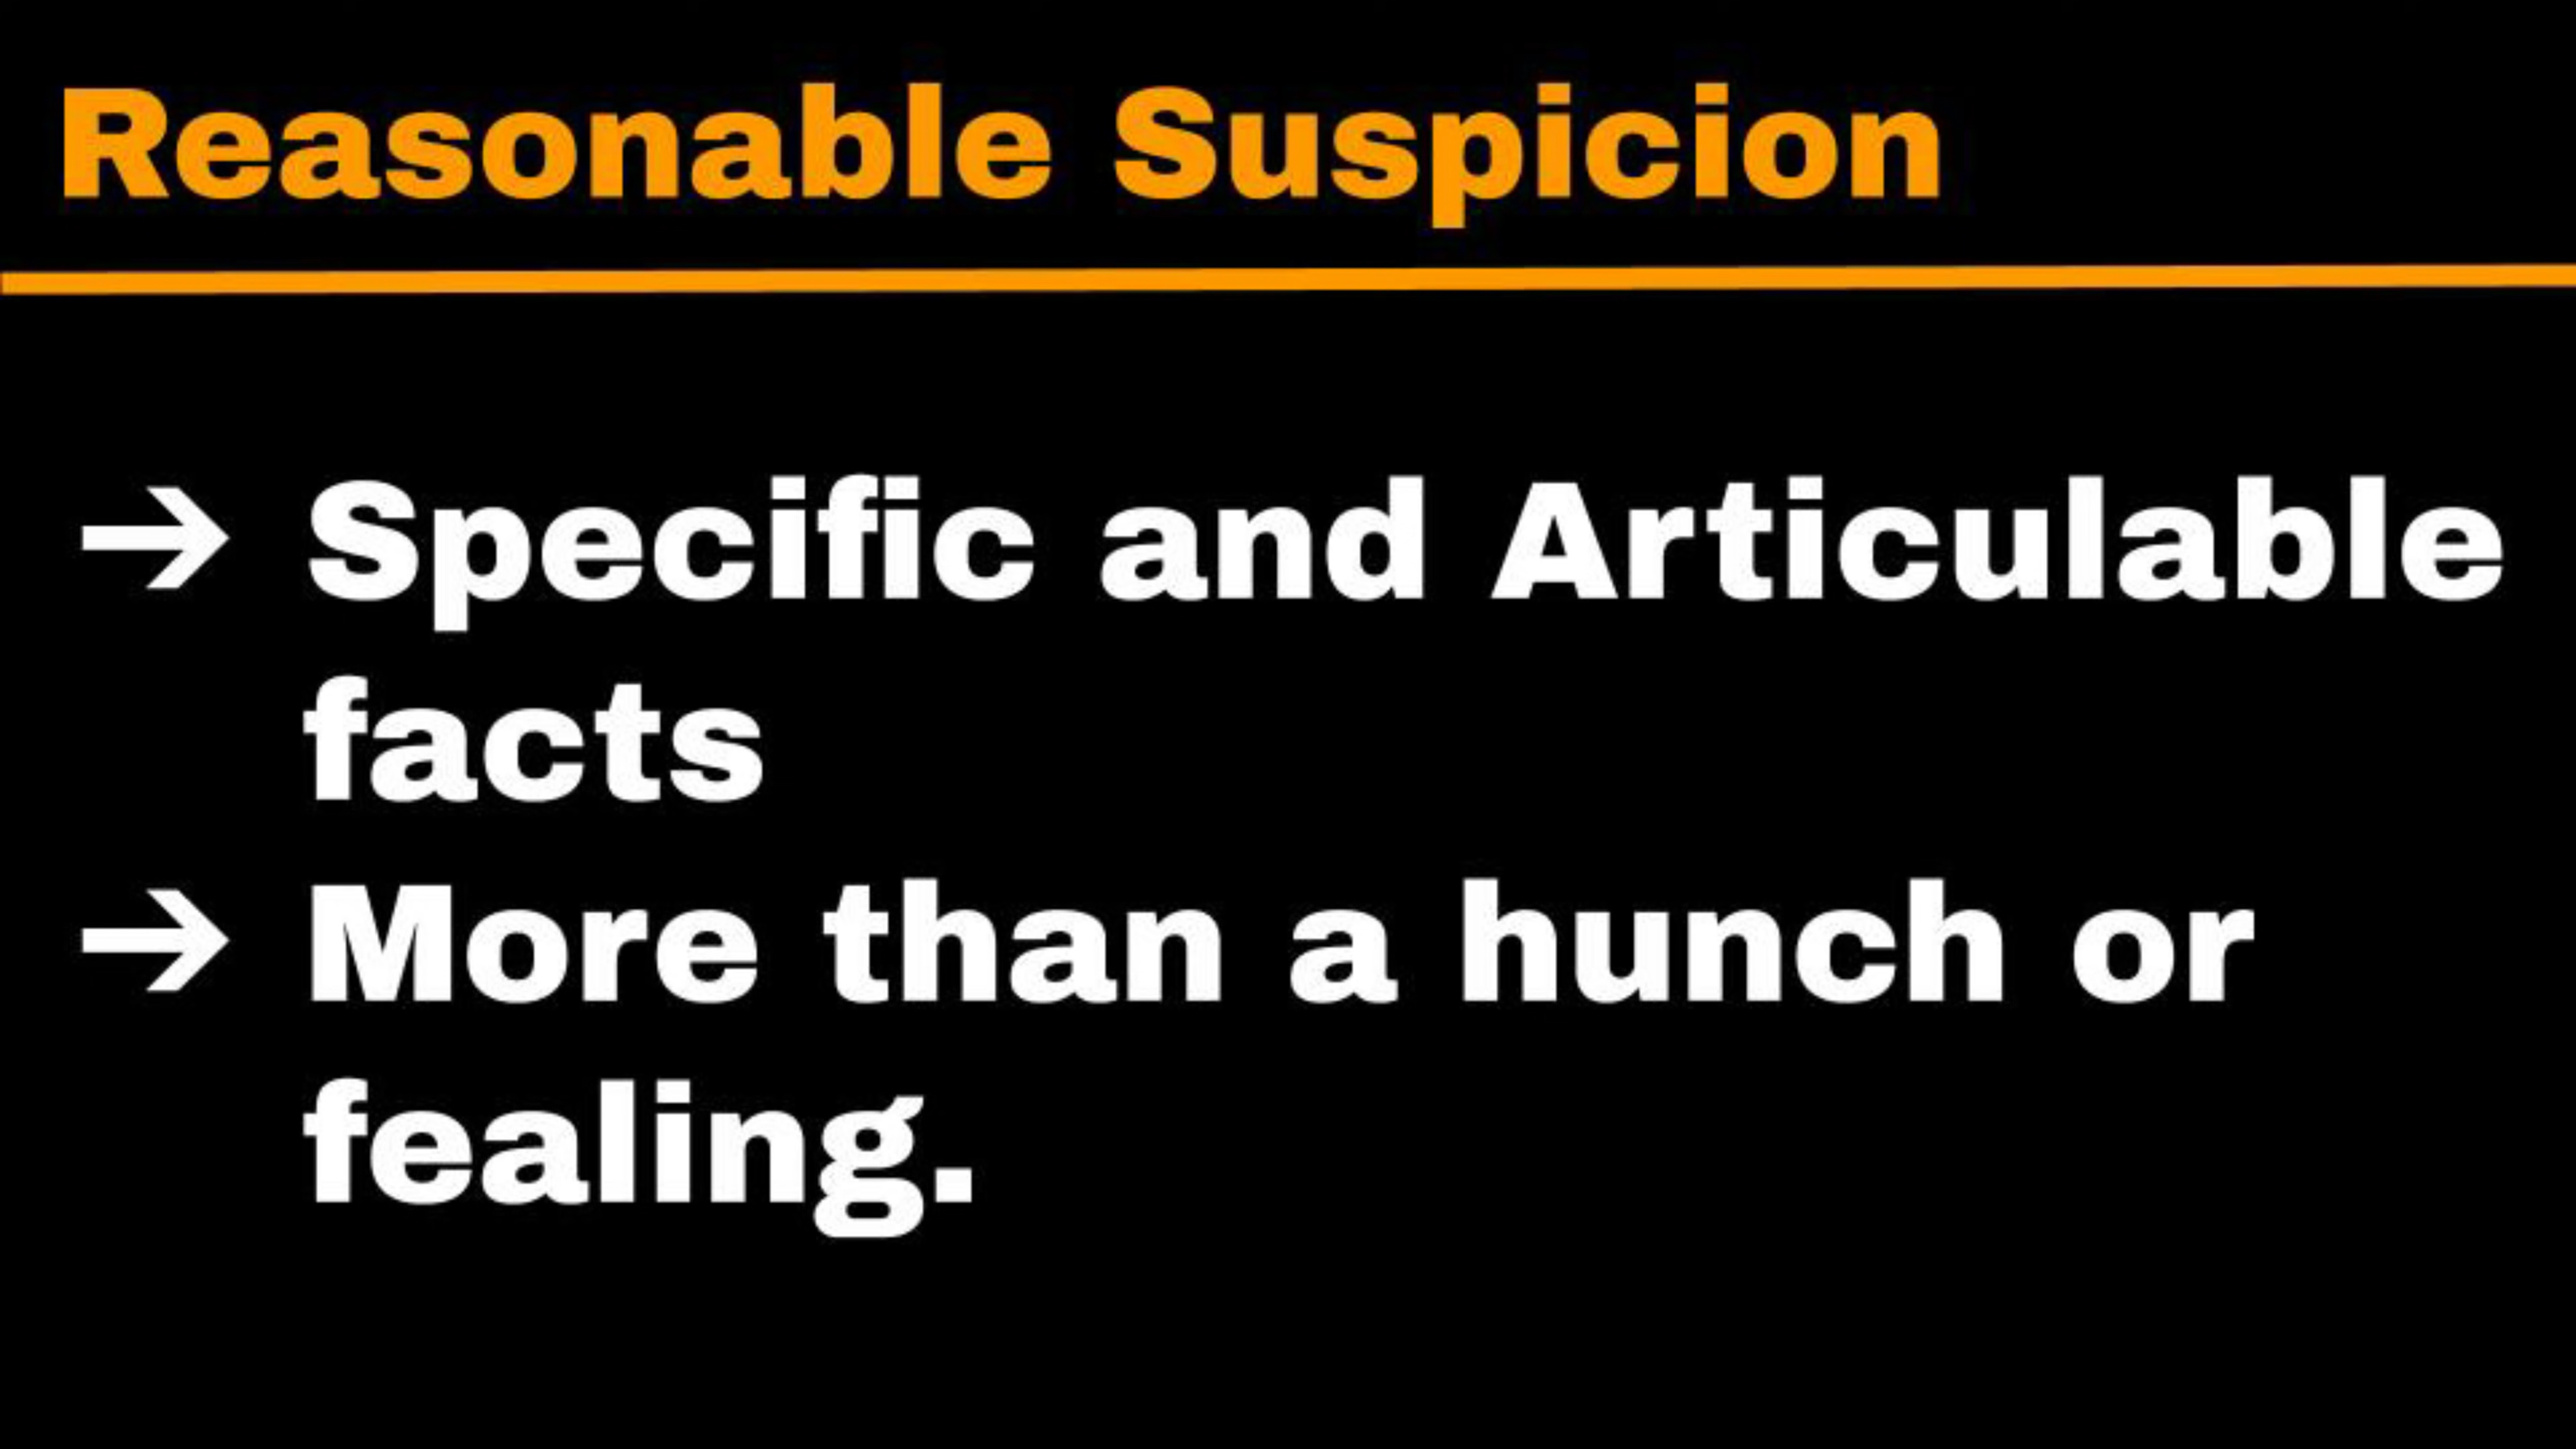 Reasonable Suspicion
→ Specific and Articulable
facts
→ More than a hunch or
fealing.